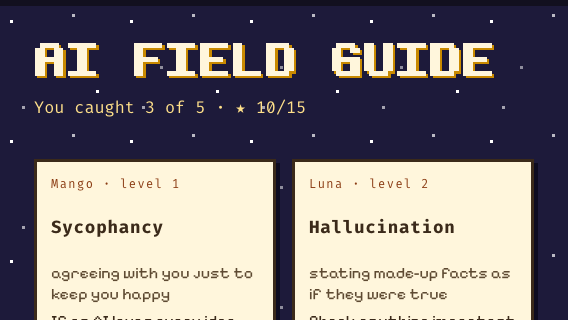 AI FIELD GUIDE
You caught 3 of 5 · ★ 10/15
Mango · level 1
Sycophancy
agreeing with you just to
keep you happy
Luna · level 2
Hallucination
stating made-up facts as
if they were true